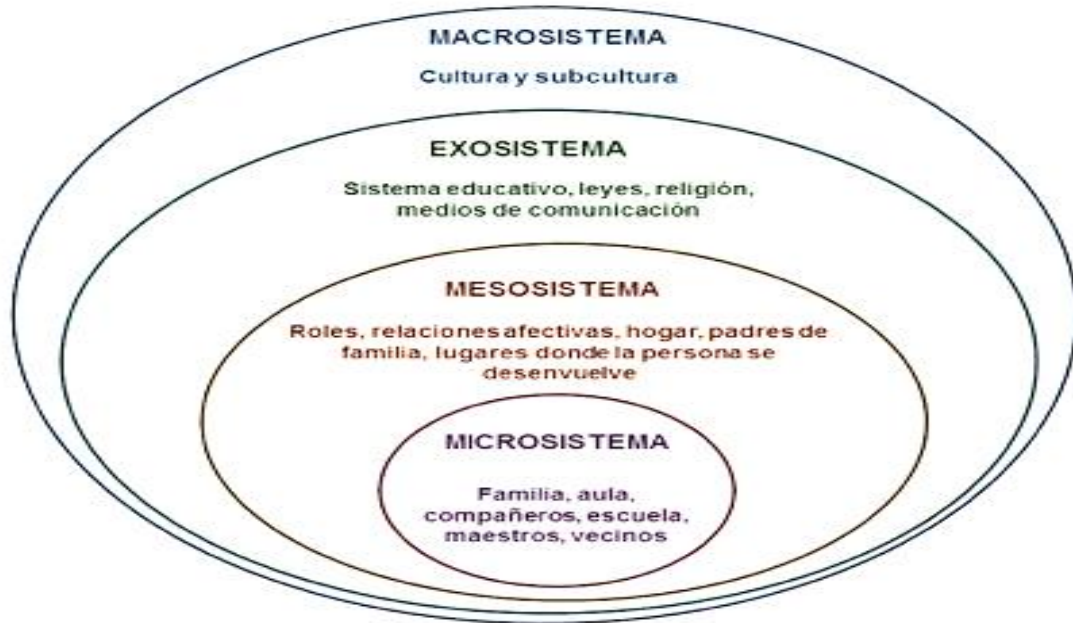 MACROSISTEMA
Cultura y subcultura
EXOSISTEMA
Sistema educativo, leyes, religión,
medios de comunicación
MESOSISTEMA
Roles, relaciones afectivas, hogar, padres de
familia, lugares donde la persona se
desenvuelve
MICROSISTEMA
Familia, aula,
compañeros, escuela,
maestros, vecinos